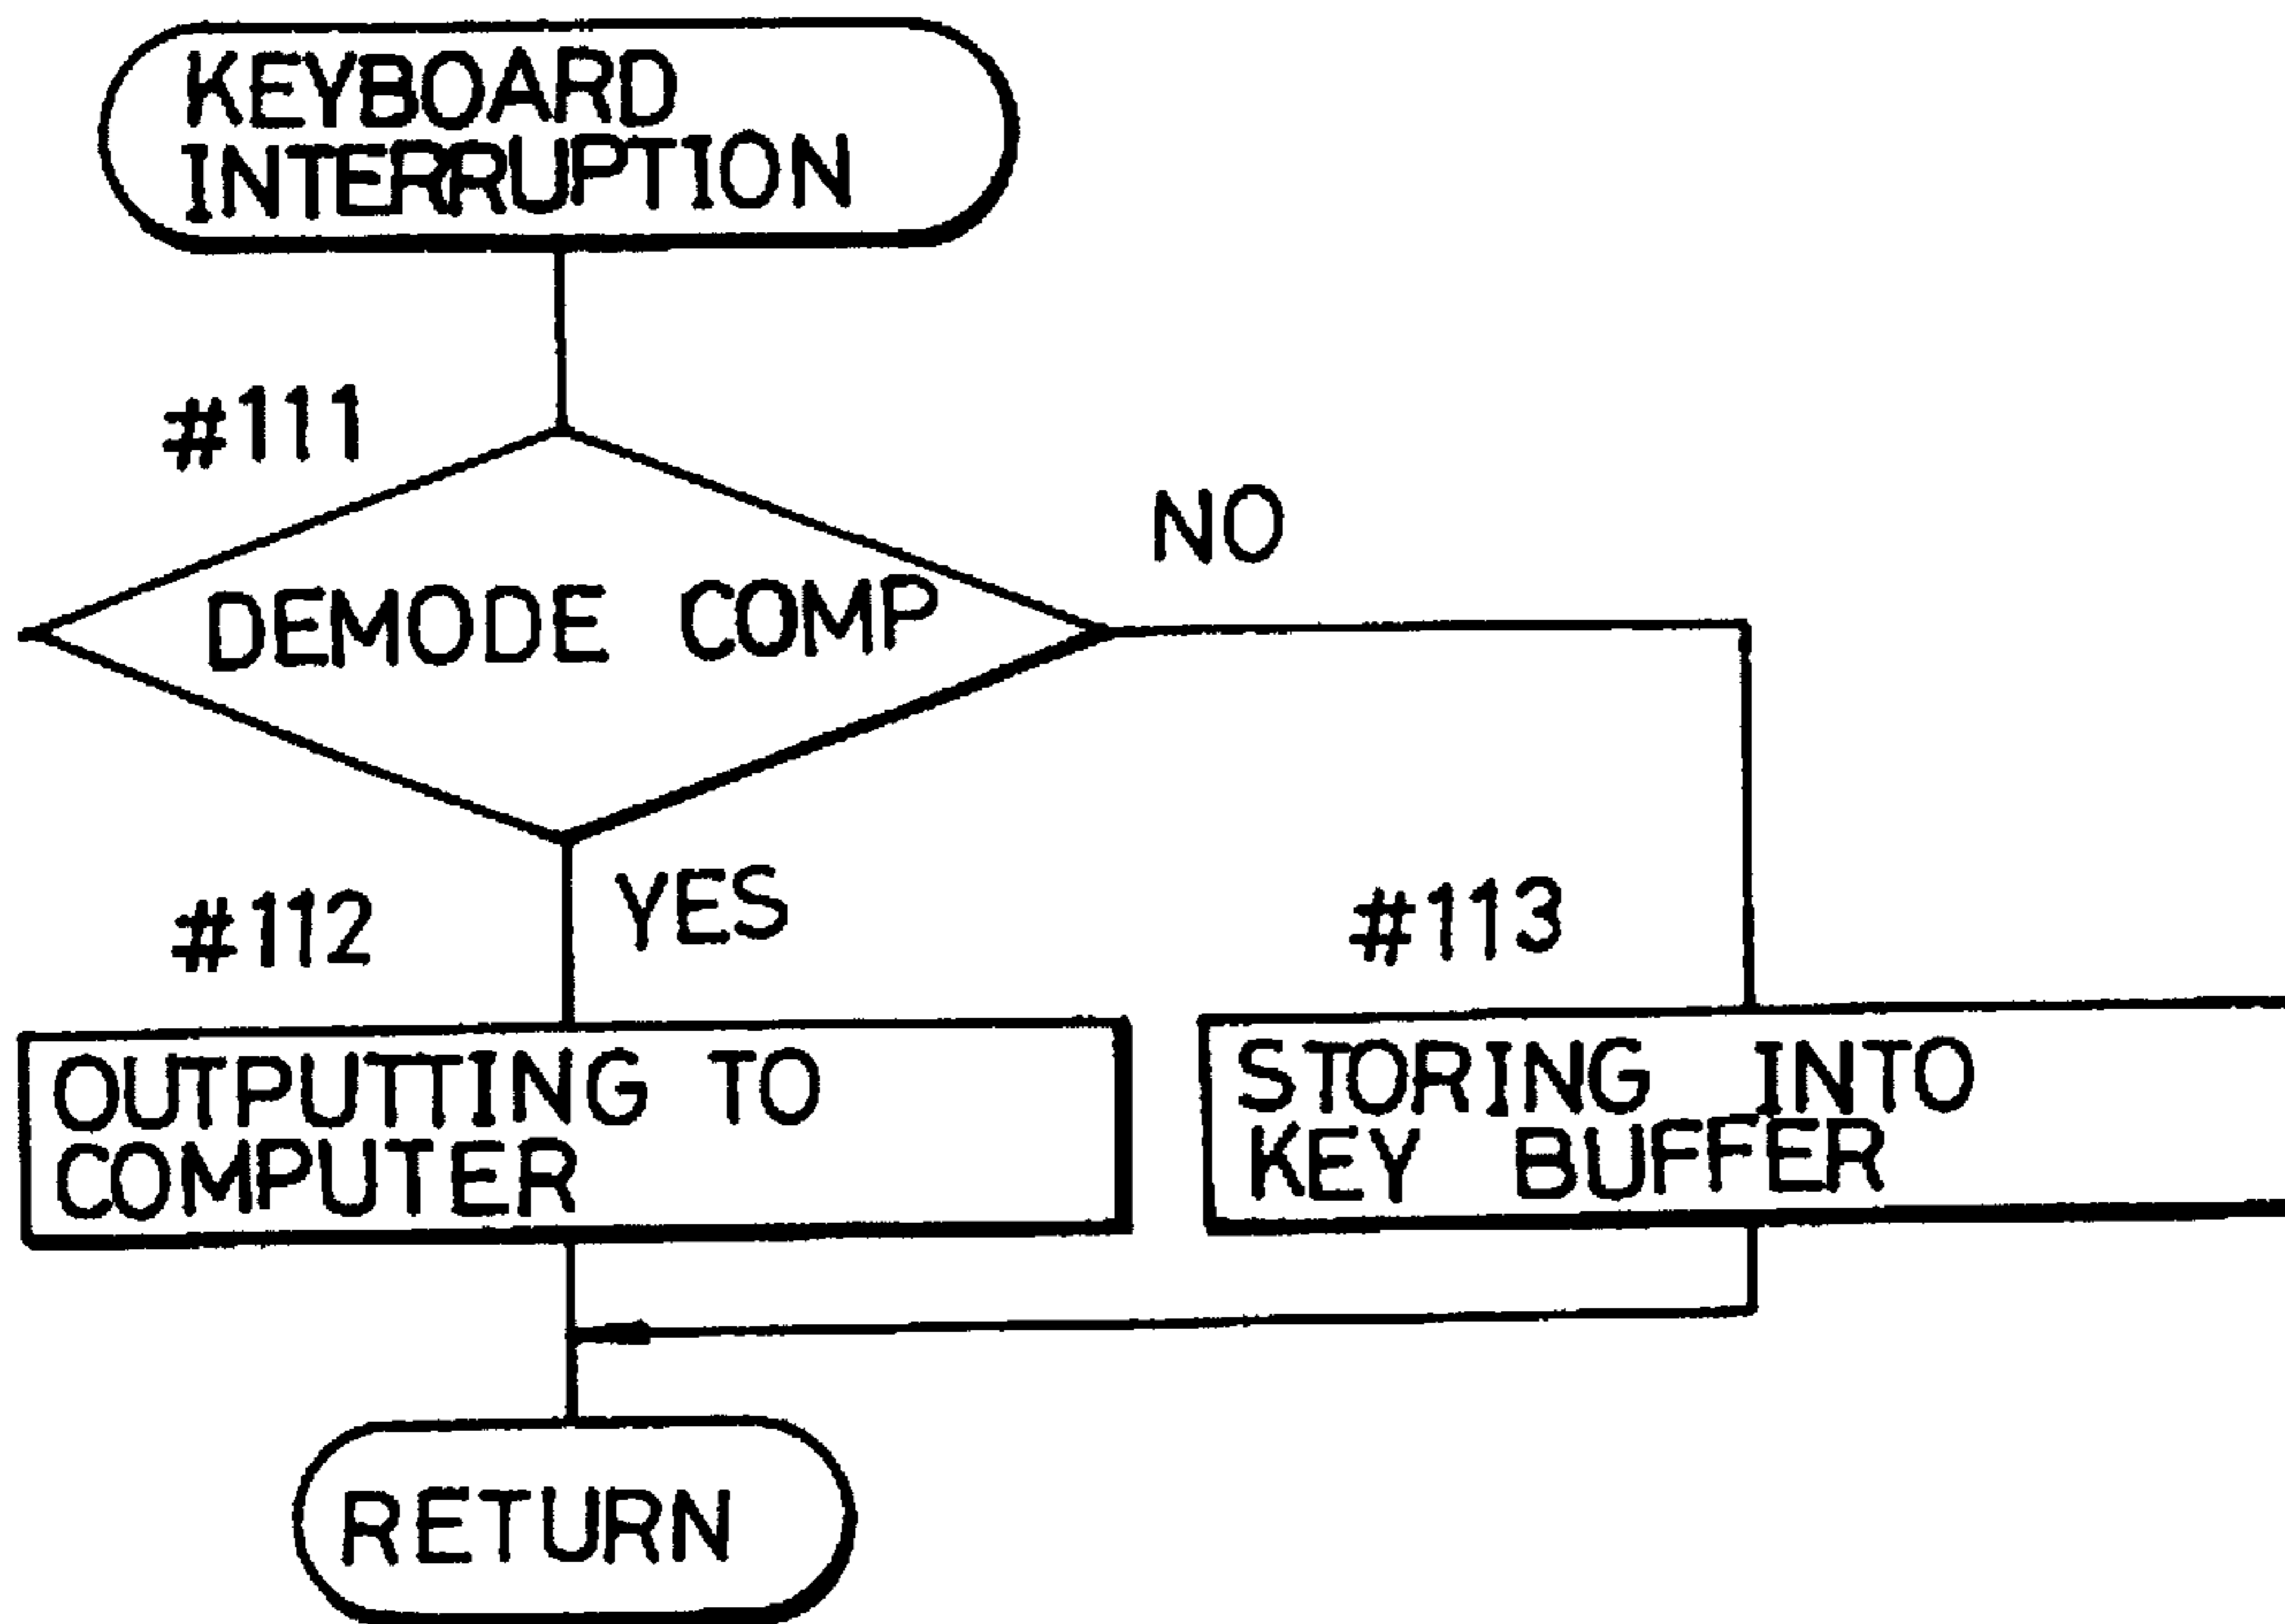 KEYBOARD
INTERRUPTION
#111
DEMODE COMP
NO
YES
#112
OUTPUTTING TO
COMPUTER
#113
STORING INTO
KEY BUFFER
RETURN